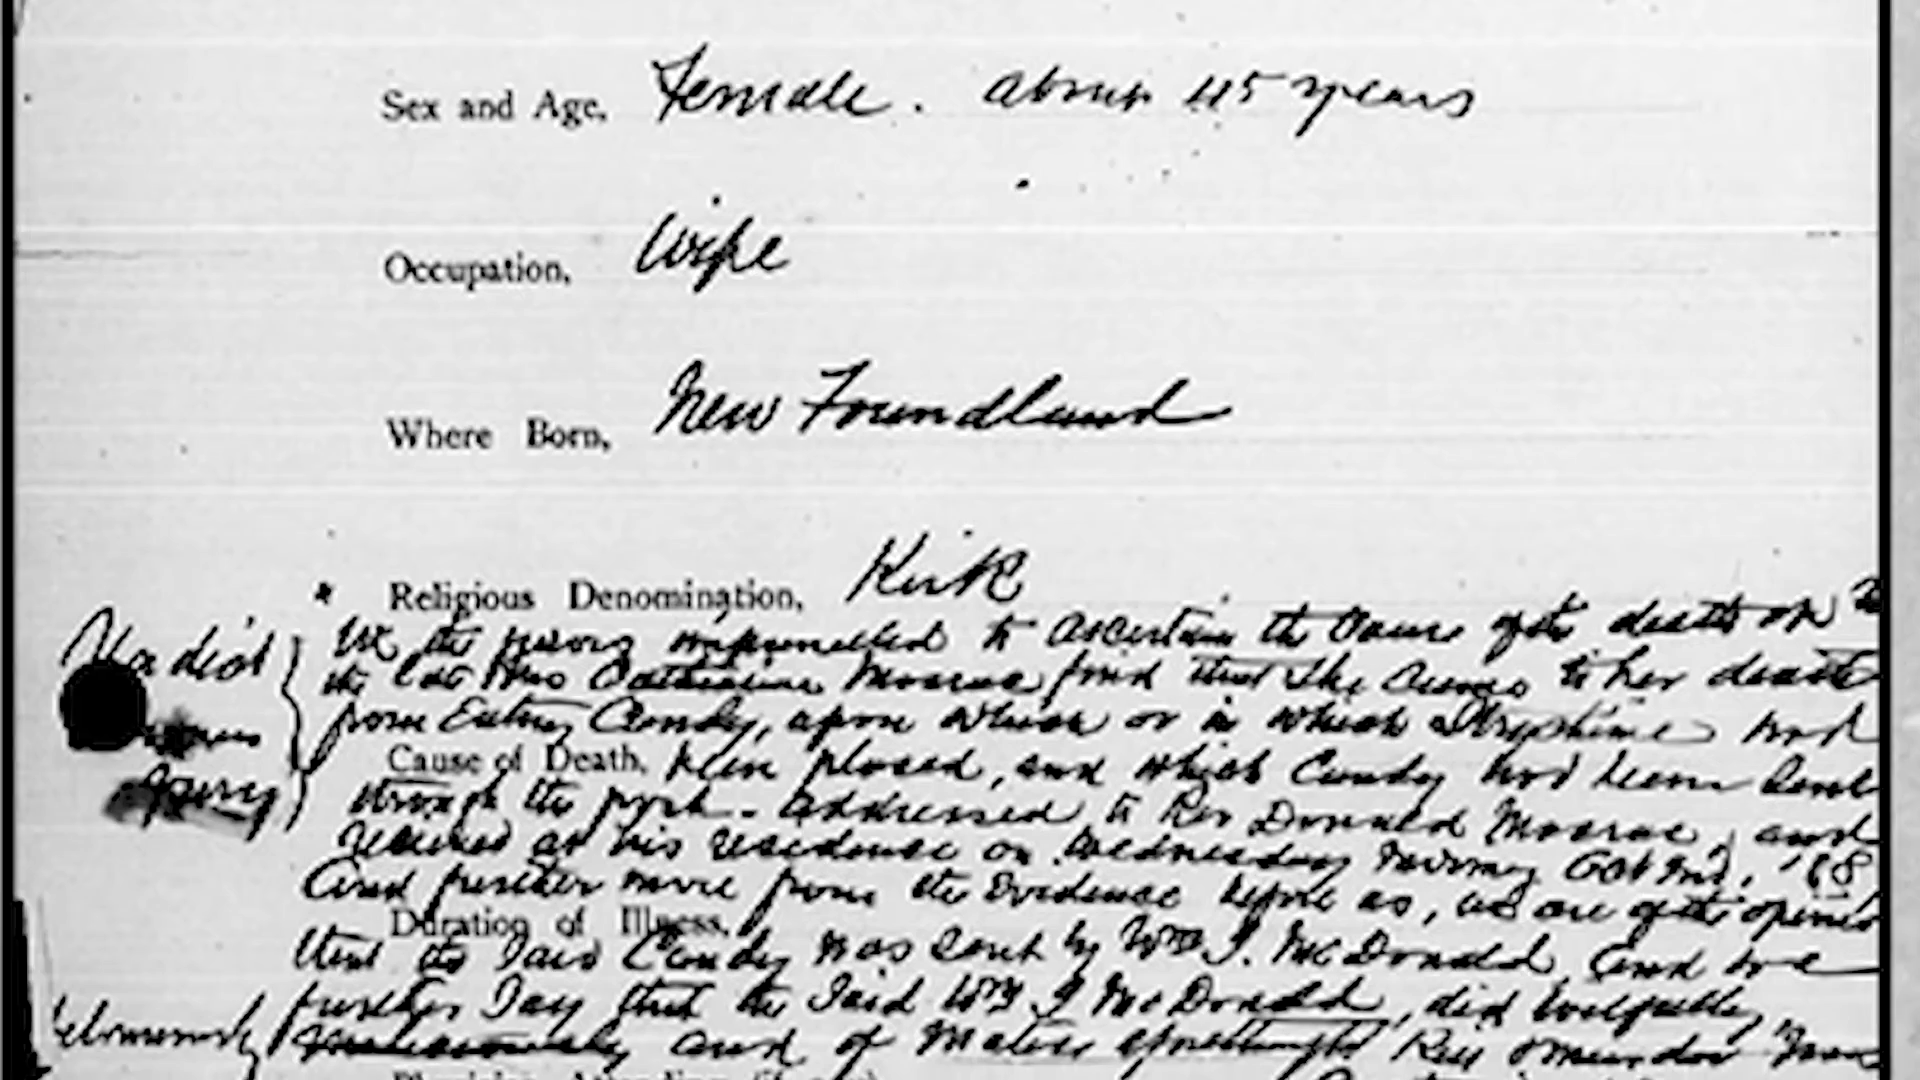 Sex and Age, Female . about 45 years
Occupation, Wife
Where Born, New Foundland
* Religious Denomination, Kirk
We the jurors empannelled to ascertain the Cause of the death of
the late Mrs Catherine Monroe find that She Came to her death
from Eating Candy, upon which or in which Strychnine had
Cause of Death, been placed, and which Candy had been Sent
through the post - addressed to Rev Donald Monroe, and
received at his residence on Wednesday morning
And further more from the Evidence before us, we are of the opinion
Duration of Illness,
that the Said Candy was Sent by Wm J. McDonald And we
further Say that the Said Wm J McDonald, did Wilfully,
and of Malice aforethought Kill
Verdict
Jury